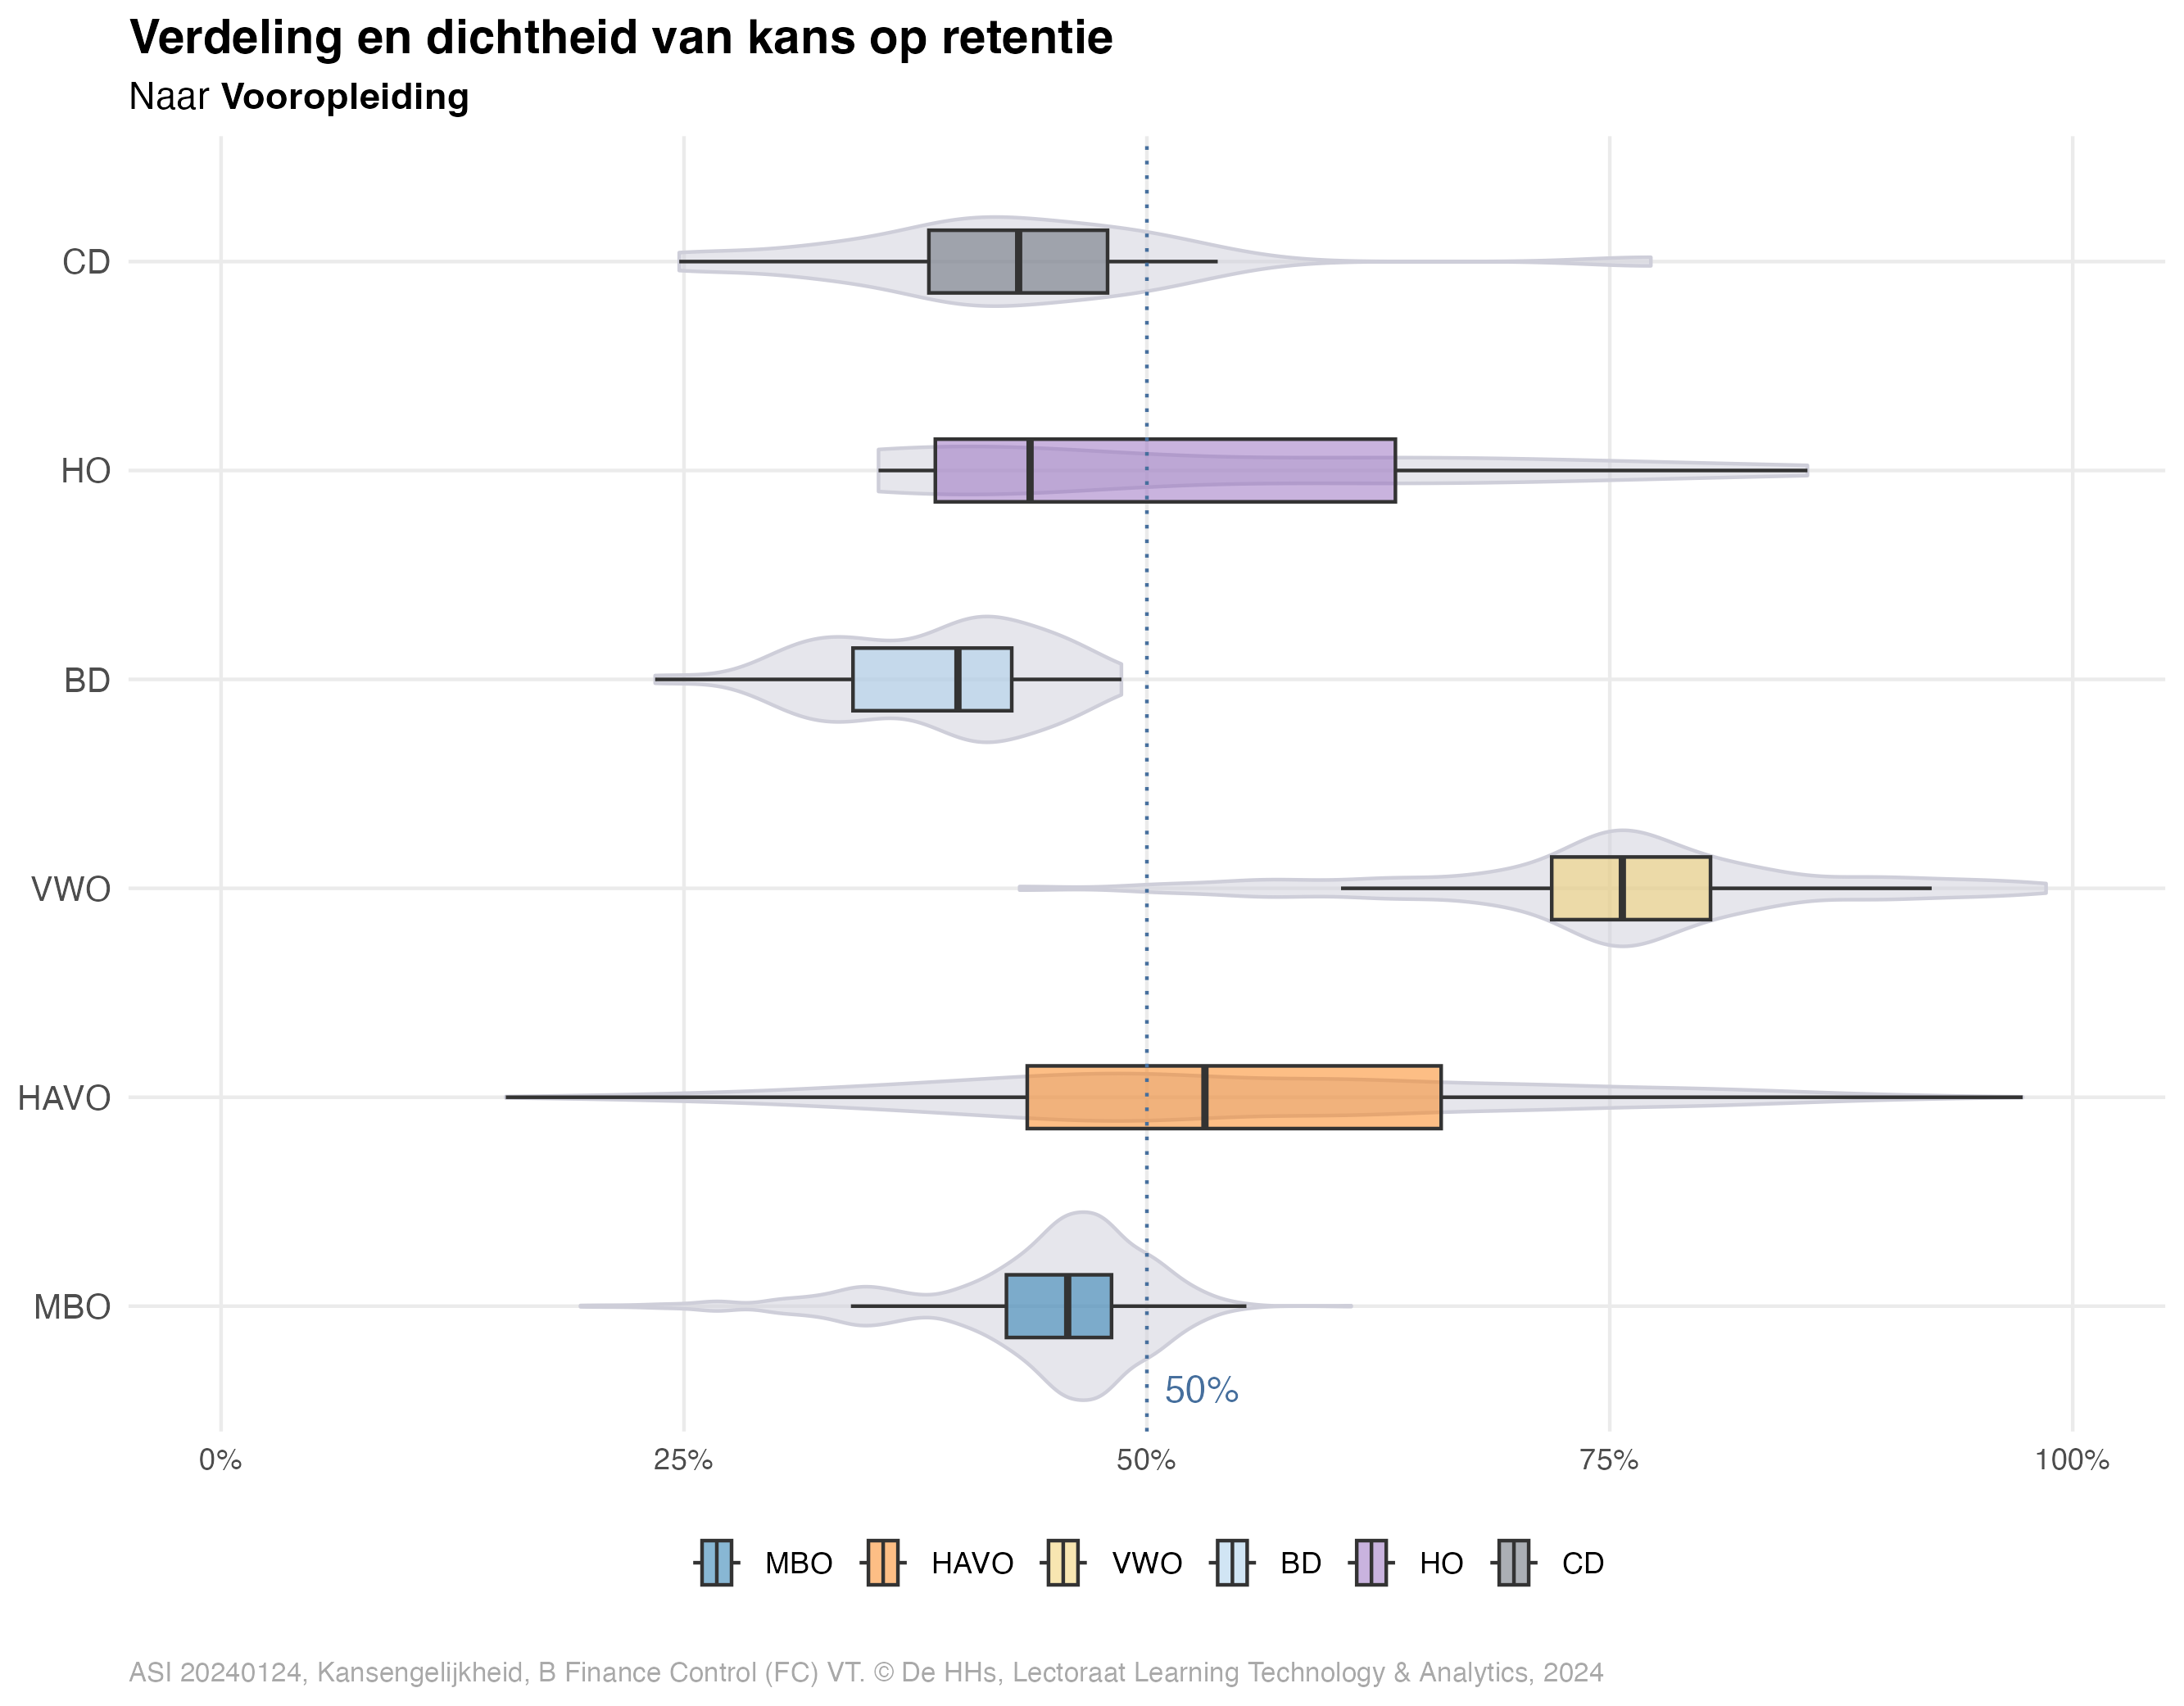 Verdeling en dichtheid van kans op retentie
Naar Vooropleiding
CD
HO
BD
VWO
HAVO
MBO
50%
0% 25% 50% 75% 100%
MBO HAVO VWO BD HO CD
ASI 20240124, Kansengelijkheid, B Finance Control (FC) VT. © De HHs, Lectoraat Learning Technology & Analytics, 2024